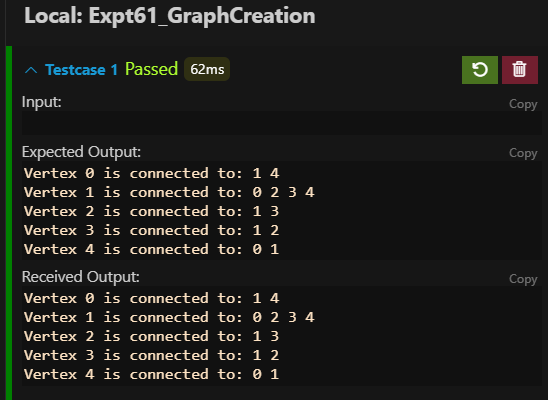 Local: Expt61_GraphCreation
Testcase 1 Passed 62ms
Input:
Copy
Expected Output:
Copy
Vertex 0 is connected to: 1 4
Vertex 1 is connected to: 0 2 3 4
Vertex 2 is connected to: 1 3
Vertex 3 is connected to: 1 2
Vertex 4 is connected to: 0 1
Received Output:
Copy
Vertex 0 is connected to: 1 4
Vertex 1 is connected to: 0 2 3 4
Vertex 2 is connected to: 1 3
Vertex 3 is connected to: 1 2
Vertex 4 is connected to: 0 1